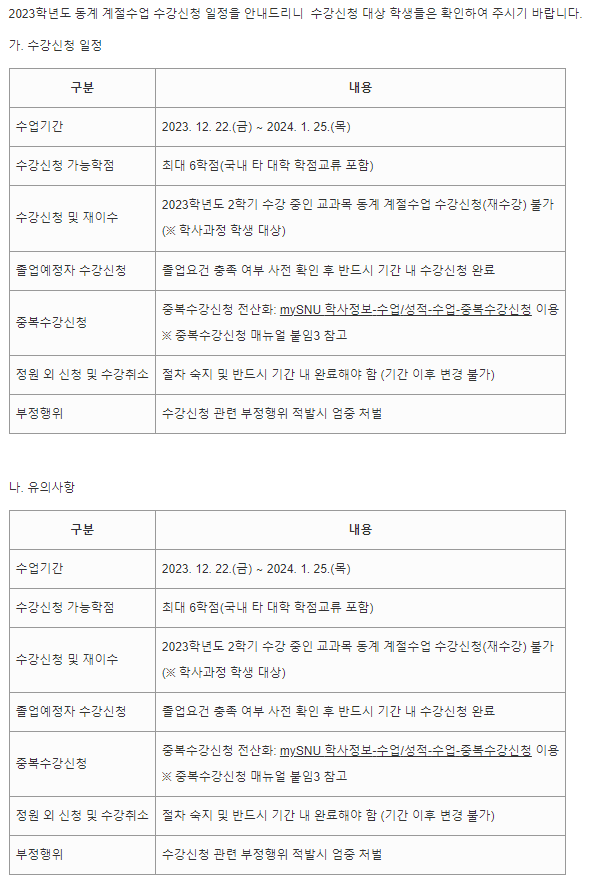 2023학년도 동계 계절수업 수강신청 일정을 안내드리니 수강신청 대상 학생들은 확인하여 주시기 바랍니다.
가. 수강신청 일정
구분 내용
수업기간 2023. 12. 22.(금) ~ 2024. 1. 25.(목)
수강신청 가능학점 최대 6학점(국내 타 대학 학점교류 포함)
수강신청 및 재이수 2023학년도 2학기 수강 중인 교과목 동계 계절수업 수강신청(재수강) 불가
(※ 학사과정 학생 대상)
졸업예정자 수강신청 졸업요건 충족 여부 사전 확인 후 반드시 기간 내 수강신청 완료
중복수강신청 중복수강신청 전산화: mySNU 학사정보-수업/성적-수업-중복수강신청 이용
※ 중복수강신청 매뉴얼 붙임3 참고
정원 외 신청 및 수강취소 절차 숙지 및 반드시 기간 내 완료해야 함 (기간 이후 변경 불가)
부정행위 수강신청 관련 부정행위 적발시 엄중 처벌
나. 유의사항
구분 내용
수업기간 2023. 12. 22.(금) ~ 2024. 1. 25.(목)
수강신청 가능학점 최대 6학점(국내 타 대학 학점교류 포함)
수강신청 및 재이수 2023학년도 2학기 수강 중인 교과목 동계 계절수업 수강신청(재수강) 불가
(※ 학사과정 학생 대상)
졸업예정자 수강신청 졸업요건 충족 여부 사전 확인 후 반드시 기간 내 수강신청 완료
중복수강신청 중복수강신청 전산화: mySNU 학사정보-수업/성적-수업-중복수강신청 이용
※ 중복수강신청 매뉴얼 붙임3 참고
정원 외 신청 및 수강취소 절차 숙지 및 반드시 기간 내 완료해야 함 (기간 이후 변경 불가)
부정행위 수강신청 관련 부정행위 적발시 엄중 처벌